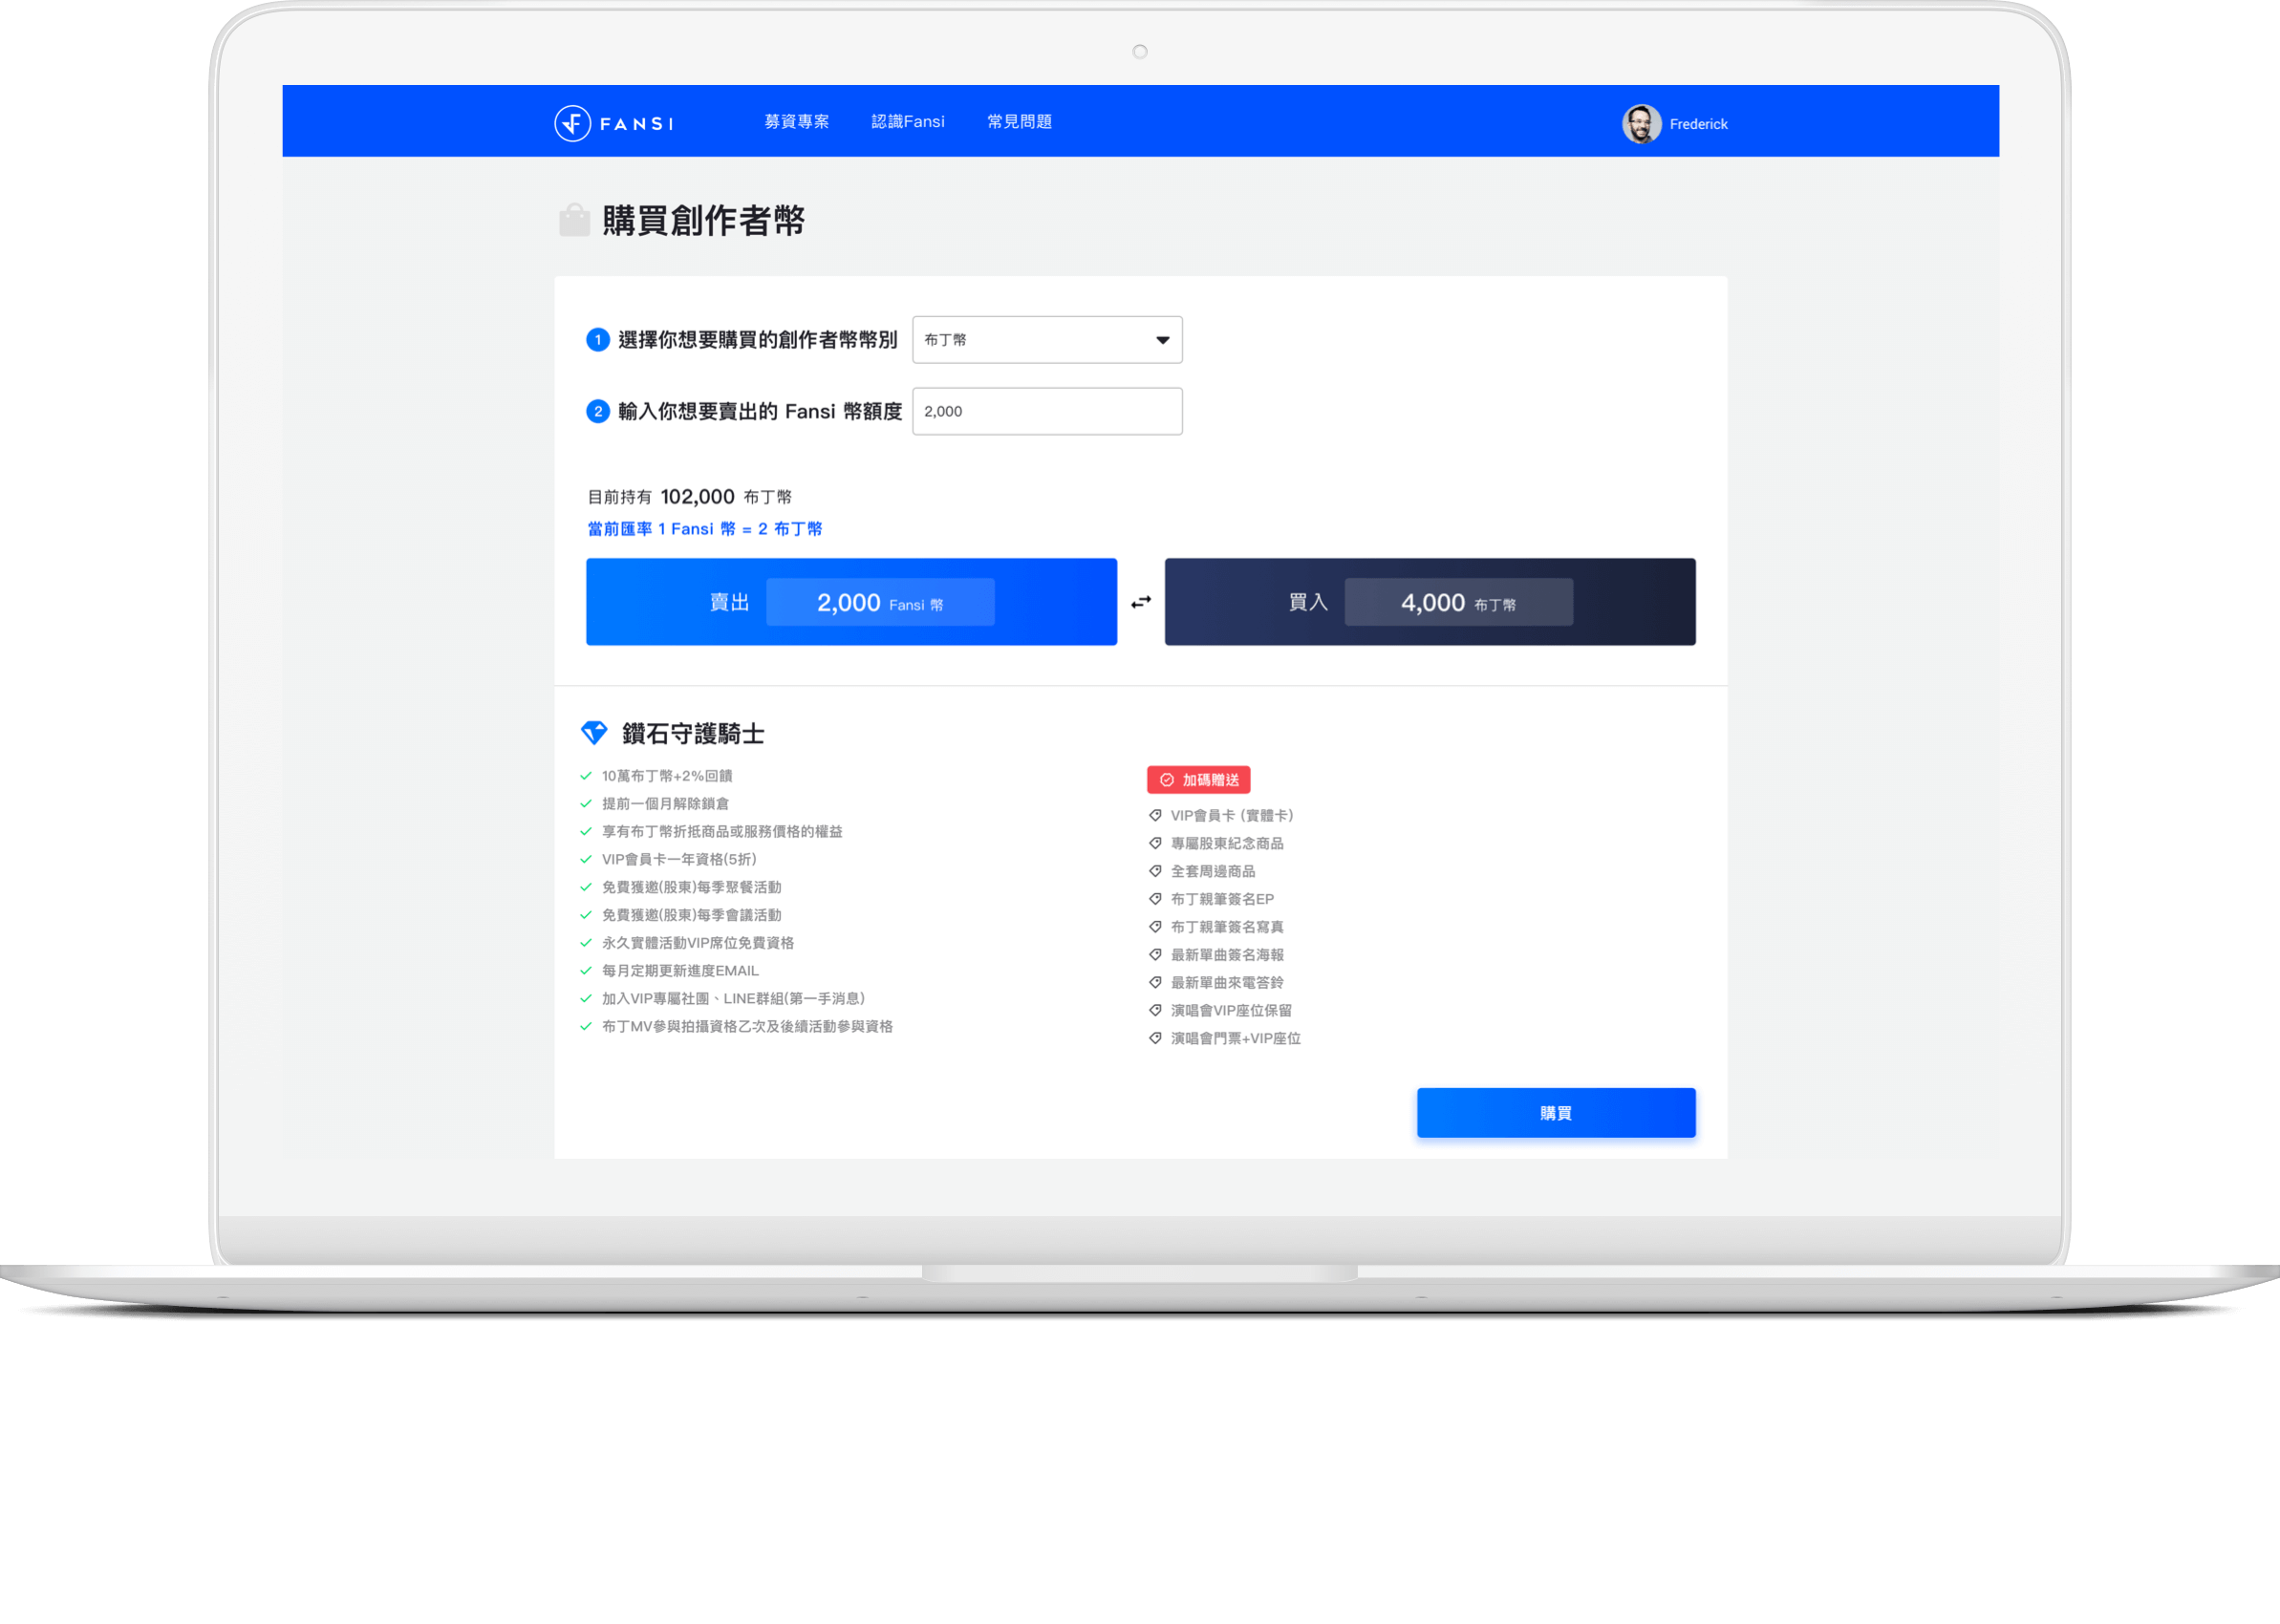 FANSI
募資專案
認識Fansi
常見問題
Frederick
購買創作者幣
1 選擇你想要購買的創作者幣幣別
布丁幣
2 輸入你想要賣出的 Fansi 幣額度
2,000
目前持有 102,000 布丁幣
當前匯率 1 Fansi 幣 = 2 布丁幣
賣出 2,000 Fansi 幣
買入 4,000 布丁幣
鑽石守護騎士
10萬布丁幣+2%回饋
提前一個月解除鎖倉
享有布丁幣折抵商品或服務價格的權益
VIP會員卡一年資格(5折)
免費獲邀(股東)每季聚餐活動
免費獲邀(股東)每季會議活動
永久實體活動VIP席位免費資格
每月定期更新進度EMAIL
加入VIP專屬社團、LINE群組(第一手消息)
布丁MV參與拍攝資格乙次及後續活動參與資格
加碼贈送
VIP會員卡 (實體卡)
專屬股東紀念商品
全套周邊商品
布丁親筆簽名EP
布丁親筆簽名寫真
最新單曲簽名海報
最新單曲來電答鈴
演唱會VIP座位保留
演唱會門票+VIP座位
購買